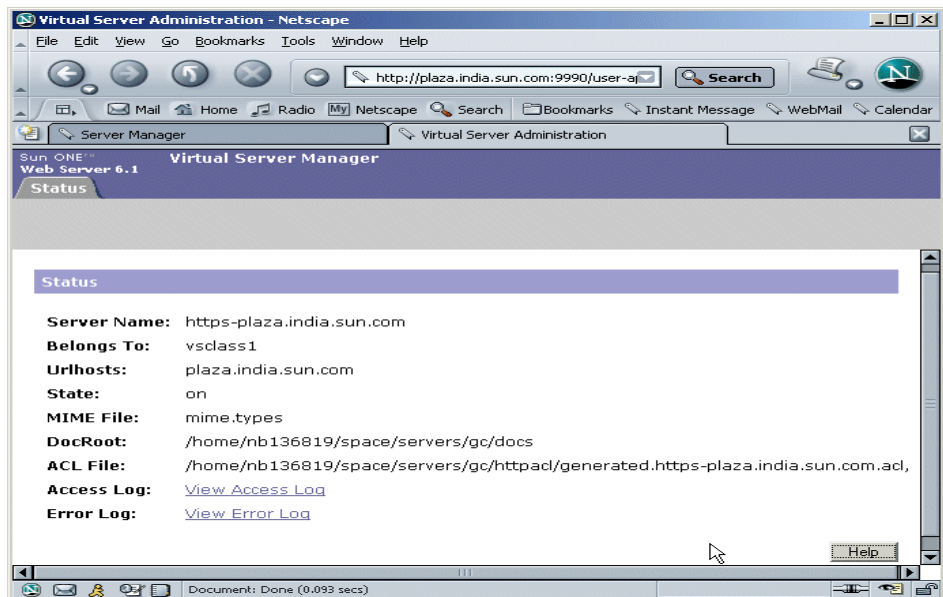 Virtual Server Administration - Netscape
File Edit View Go Bookmarks Tools Window Help
http://plaza.india.sun.com:9990/user-ap Search N
Mail Home Radio My Netscape Search Bookmarks Instant Message WebMail Calendar
Server Manager Virtual Server Administration
Sun ONE™ Virtual Server Manager
Web Server 6.1
Status
Status
Server Name: https-plaza.india.sun.com
Belongs To: vsclass1
Urlhosts: plaza.india.sun.com
State: on
MIME File: mime.types
DocRoot: /home/nb136819/space/servers/gc/docs
ACL File: /home/nb136819/space/servers/gc/httpacl/generated.https-plaza.india.sun.com.acl,
Access Log: View Access Log
Error Log: View Error Log
Help
Document: Done (0.093 secs)